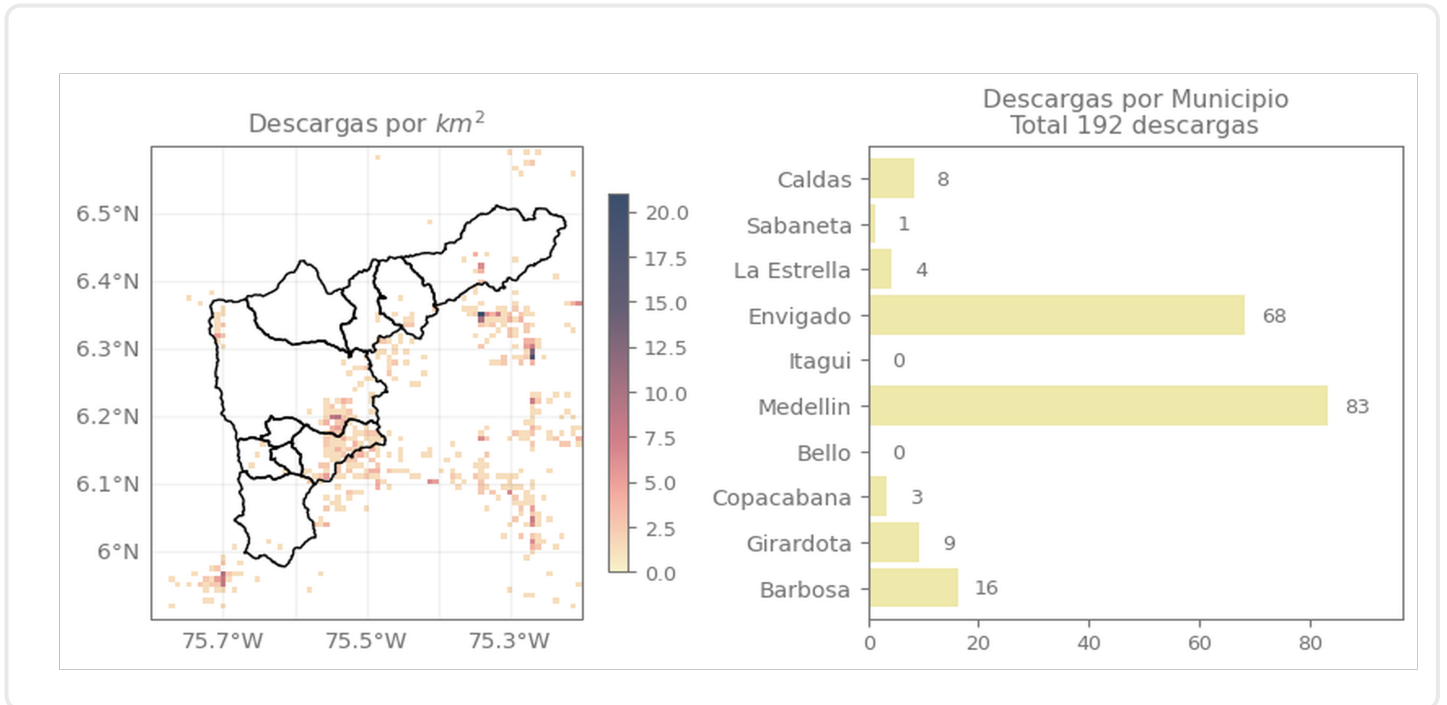 Descargas por km²
6.5°N
6.4°N
6.3°N
6.2°N
6.1°N
6°N
75.7°W 75.5°W 75.3°W
20.0
17.5
15.0
12.5
10.0
7.5
5.0
2.5
0.0
Descargas por Municipio
Total 192 descargas
Caldas 8
Sabaneta 1
La Estrella 4
Envigado 68
Itagui 0
Medellin 83
Bello 0
Copacabana 3
Girardota 9
Barbosa 16
0 20 40 60 80